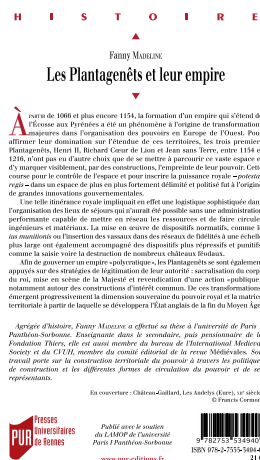 HISTOIRE
Fanny MADELINE
Les Plantagenêts et leur empire
À PARTIR de 1066 et plus encore 1154, la formation d'un empire qui s'étend de
l'Écosse aux Pyrénées a été un phénomène à l'origine de transformations
majeures dans l'organisation des pouvoirs en Europe de l'Ouest. Pour
affirmer leur domination sur l'étendue de ces territoires, les trois premiers
Plantagenêts, Henri II, Richard Cœur de Lion et Jean sans Terre, entre 1154 et
1216, n'ont pas eu d'autre choix que de se mettre à parcourir ce vaste espace et
d'y marquer visiblement, par des constructions, l'empreinte de leur pouvoir. Cette
course pour le contrôle de l'espace et pour inscrire la puissance royale – potestas
regis – dans un espace de plus en plus fortement délimité et politisé fut à l'origine
de grandes innovations gouvernementales.
Une telle itinérance royale impliquait en effet une logistique sophistiquée dans
l'organisation des lieux de séjours qui n'aurait été possible sans une administration
performante capable de mettre en réseau les ressources et de faire circuler
ingénieurs et matériaux. La mise en œuvre de dispositifs normatifs, comme le
ius muniendi ou l'insertion des vassaux dans des réseaux de fidélité à une échelle
plus large ont également accompagné des dispositifs plus répressifs et punitifs
comme la saisie voire la destruction de nombreux châteaux féodaux.
Afin de gouverner un empire « polycratique », les Plantagenêts se sont également
appuyés sur des stratégies de légitimation de leur autorité : sacralisation du corps
du roi, mise en scène de la Majesté et revendication d'une action « publique »
notamment autour des constructions d'intérêt commun. De ces transformations
émergent progressivement la dimension souveraine du pouvoir royal et la matrice
territoriale à partir de laquelle se développera l'État anglais de la fin du Moyen Âge.
Agrégée d'histoire, Fanny MADELINE a effectué sa thèse à l'université de Paris I
Panthéon-Sorbonne. Enseignante dans le secondaire, puis pensionnaire de la
Fondation Thiers, elle est aussi membre du bureau de l'International Medieval
Society et du CFUH, membre du comité éditorial de la revue Médiévales. Son
travail porte sur la construction territoriale du pouvoir à travers les politiques
de construction et les différentes formes de circulation du pouvoir et de ses
représentants.
En couverture : Château-Gaillard, Les Andelys (Eure), XIIe siècle
© Francis Cormon
PUR
Presses
Universitaires
de Rennes
Publié avec le soutien
du LAMOP de l'université
Paris I Panthéon-Sorbonne
www.pur-editions.fr
9 782753 534940
ISBN 978-2-7535-3494-0
21 €